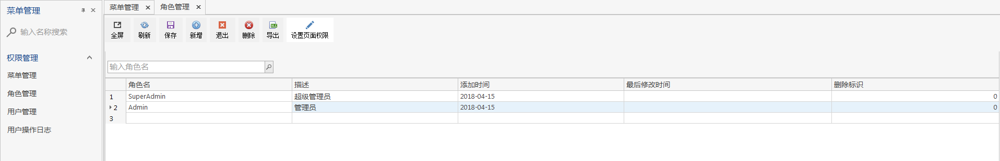 菜单管理
输入名称搜索
权限管理
菜单管理
角色管理
用户管理
用户操作日志
菜单管理 角色管理
全屏 刷新 保存 新增 退出 删除 XLS 导出 设置页面权限
输入角色名
角色名 描述 添加时间 最后修改时间 删除标识
1 SuperAdmin 超级管理员 2018-04-15 0
2 Admin 管理员 2018-04-15 0
3